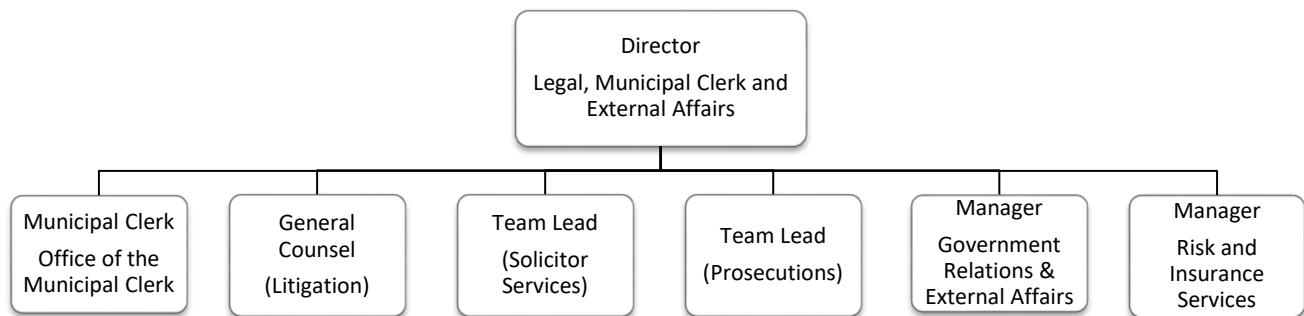 Director
Legal, Municipal Clerk and
External Affairs
Municipal Clerk
Office of the
Municipal Clerk
General
Counsel
(Litigation)
Team Lead
(Solicitor
Services)
Team Lead
(Prosecutions)
Manager
Government
Relations &
External Affairs
Manager
Risk and
Insurance
Services